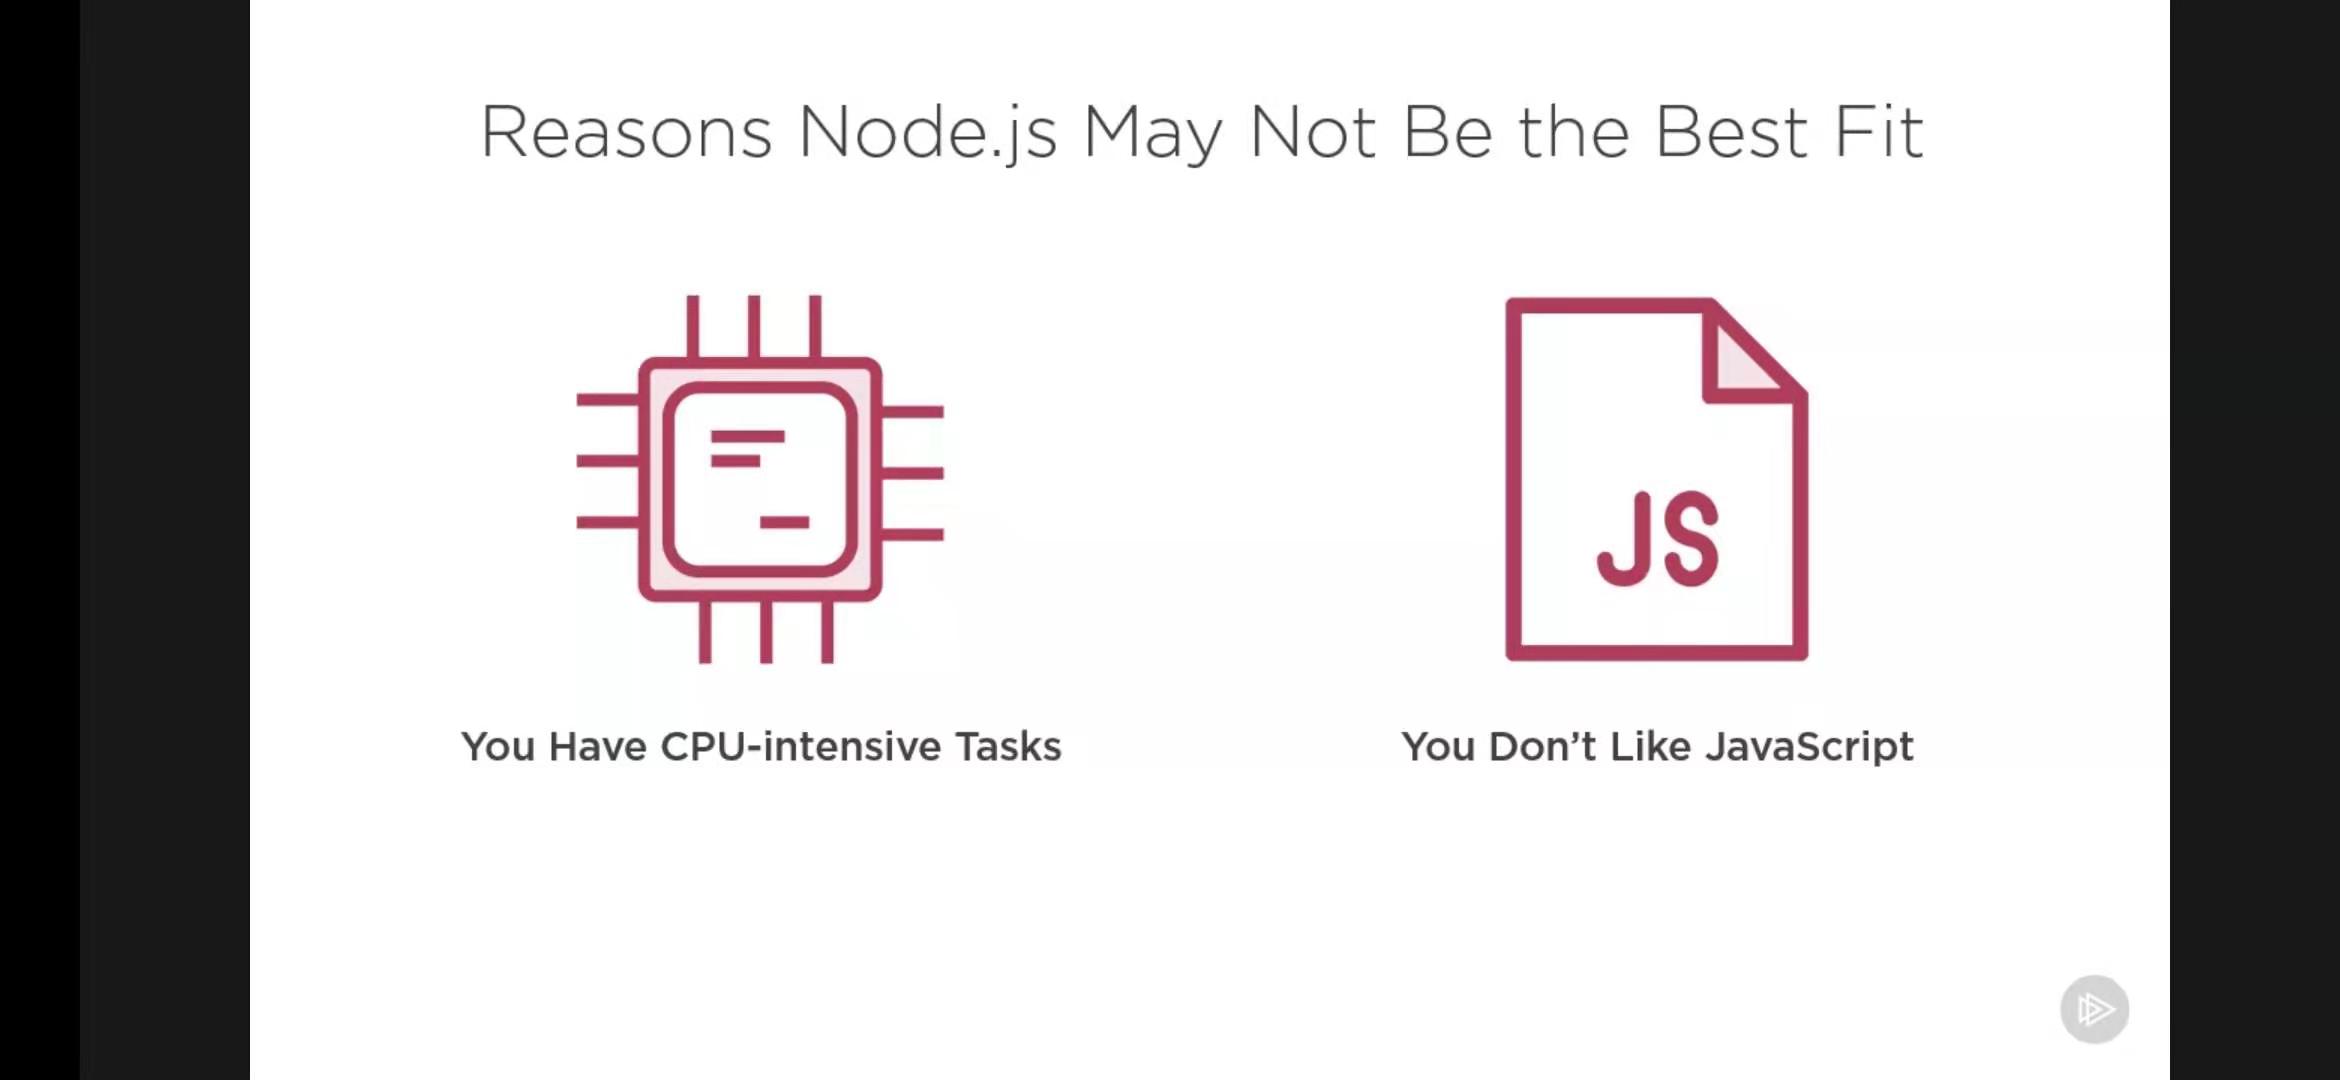 Reasons Node.js May Not Be the Best Fit
JS
You Have CPU-intensive Tasks
You Don’t Like JavaScript